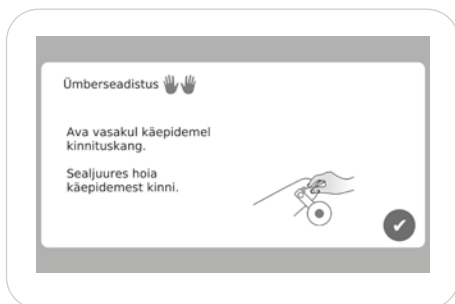 Ümberseadistus
Ava vasakul käepidemel
kinnituskang.
Sealjuures hoia
käepidemest kinni.